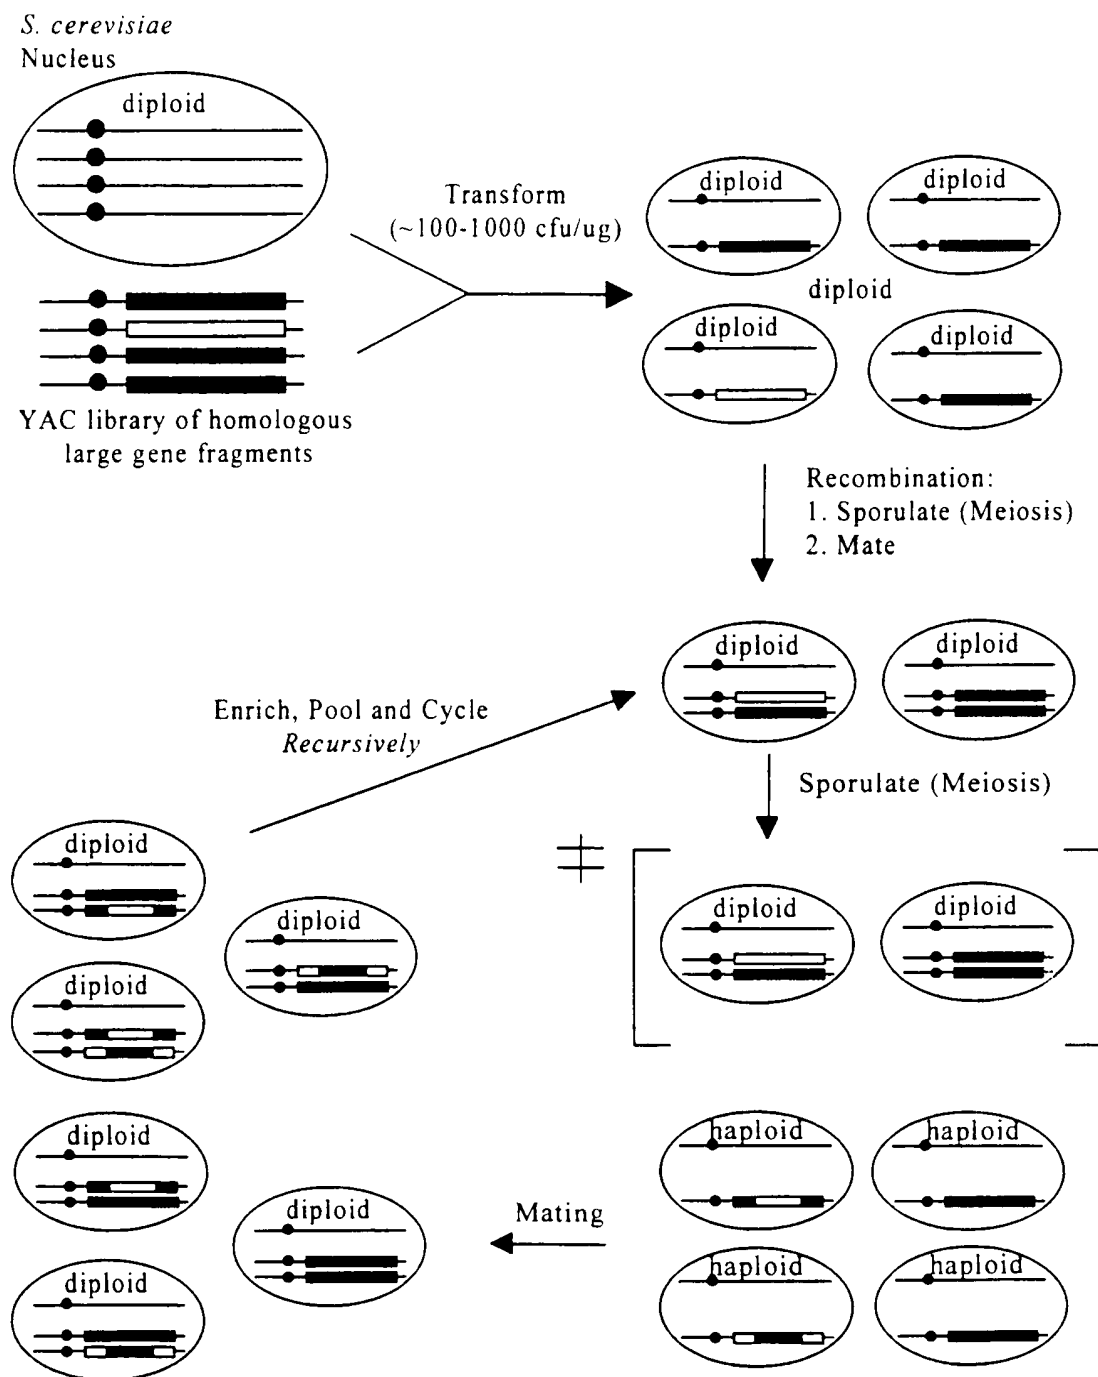 S. cerevisiae
Nucleus
diploid
Transform
(~100-1000 cfu/ug)
diploid
diploid
diploid
diploid
diploid
YAC library of homologous
large gene fragments
Recombination:
1. Sporulate (Meiosis)
2. Mate
diploid
diploid
Enrich, Pool and Cycle
Recursively
Sporulate (Meiosis)
diploid
diploid
diploid
diploid
diploid
haploid
haploid
diploid
diploid
Mating
haploid
haploid
diploid